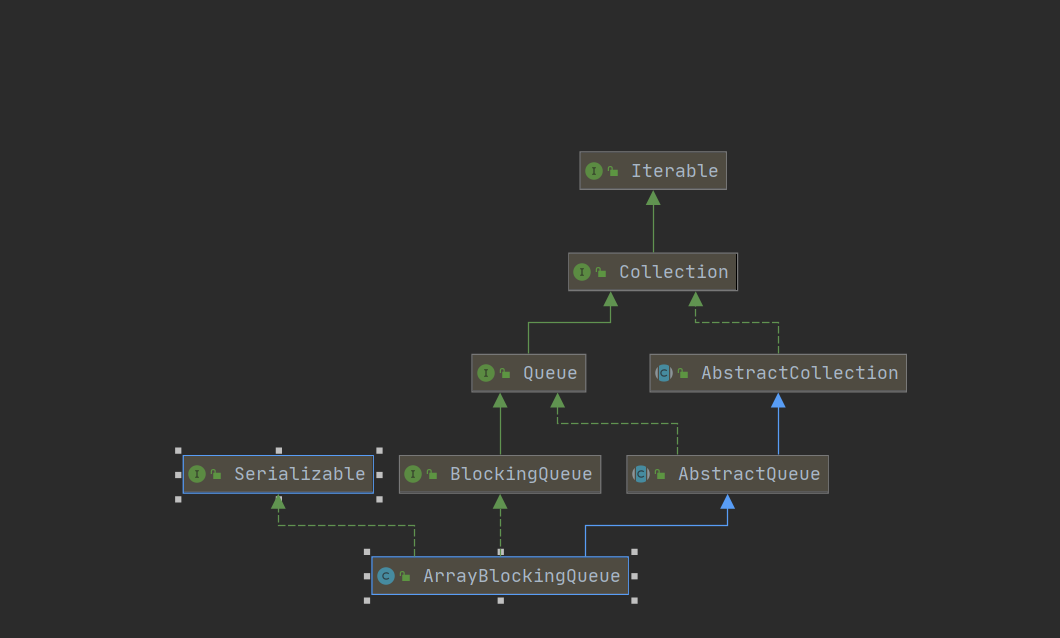 I Iterable
I Collection
I Queue
C AbstractCollection
I Serializable
I BlockingQueue
C AbstractQueue
C ArrayBlockingQueue